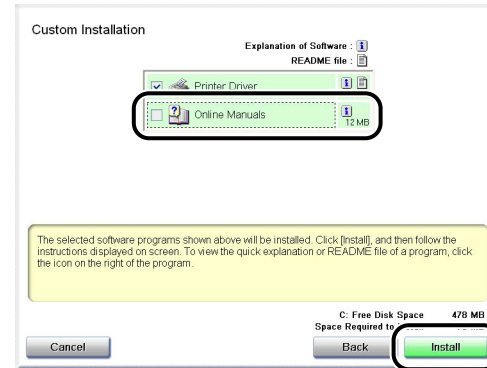 Custom Installation
Explanation of Software :
README file :
Printer Driver
Online Manuals
12 MB
The selected software programs shown above will be installed. Click [Install], and then follow the
instructions displayed on screen. To view the quick explanation or README file of a program, click
the icon on the right of the program.
C: Free Disk Space 478 MB
Space Required to
Cancel
Back
Install